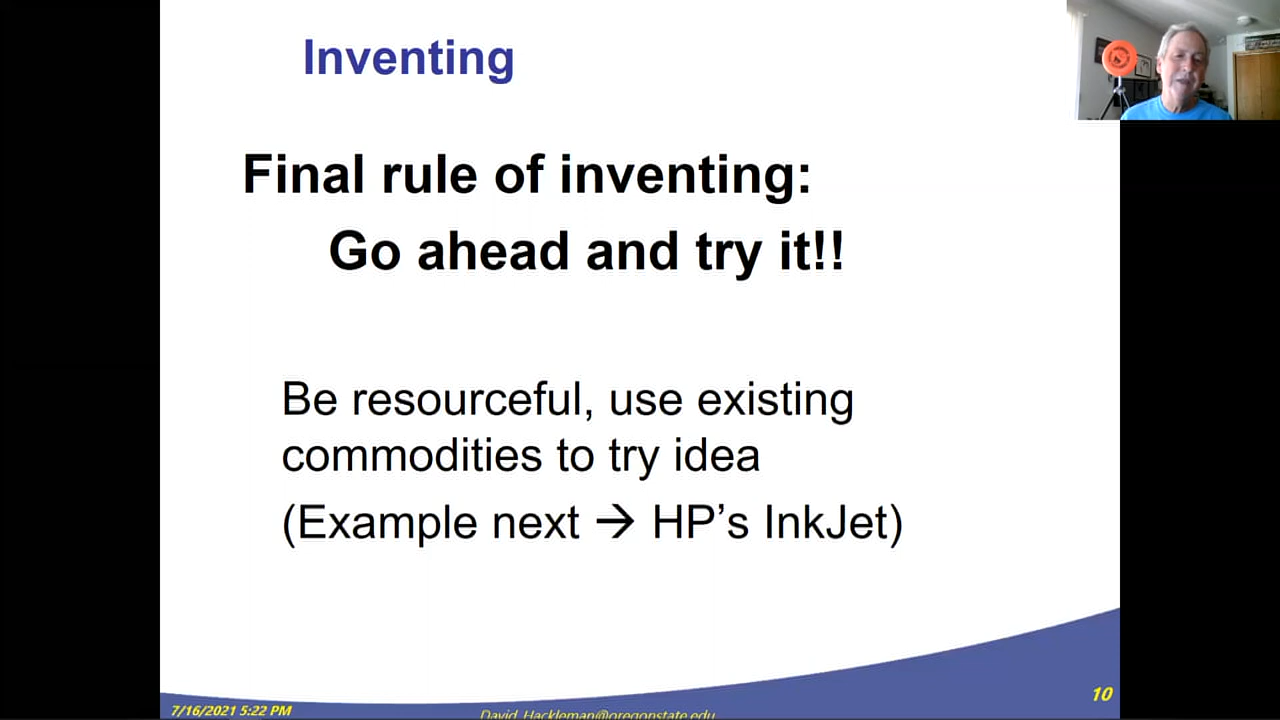 Inventing
Final rule of inventing:
Go ahead and try it!!
Be resourceful, use existing
commodities to try idea
(Example next → HP’s InkJet)
10
7/16/2021 5:22 PM
David_Hackleman@oregonstate.edu